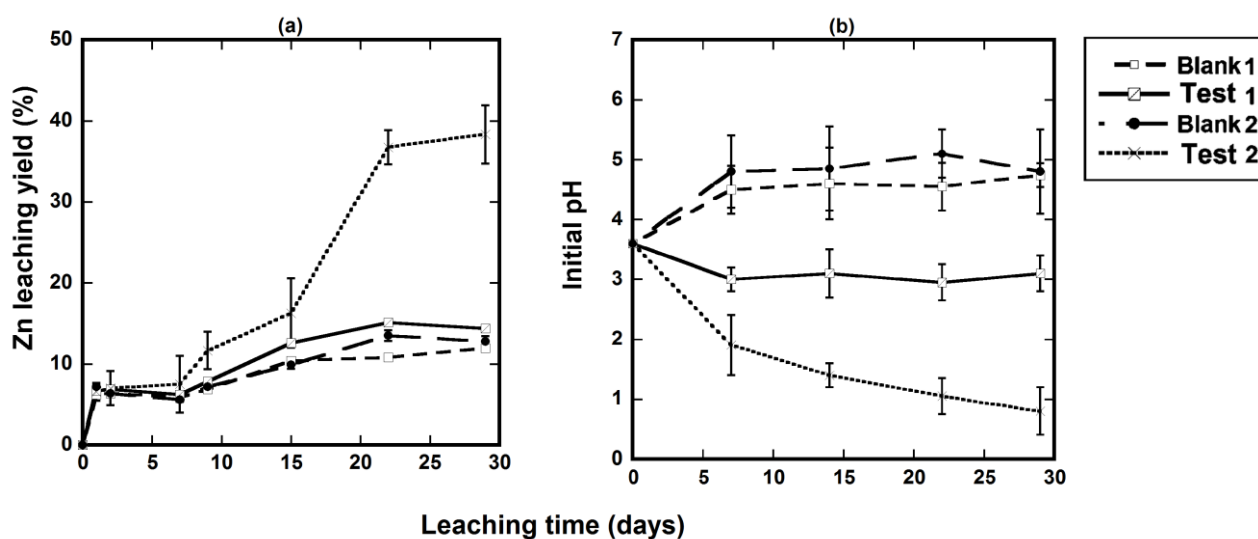 (a)
50
40
30
20
10
0
Zn leaching yield (%)
0 5 10 15 20 25 30
(b)
7
6
5
4
3
2
1
0
Initial pH
0 5 10 15 20 25 30
Leaching time (days)
Blank 1
Test 1
Blank 2
Test 2